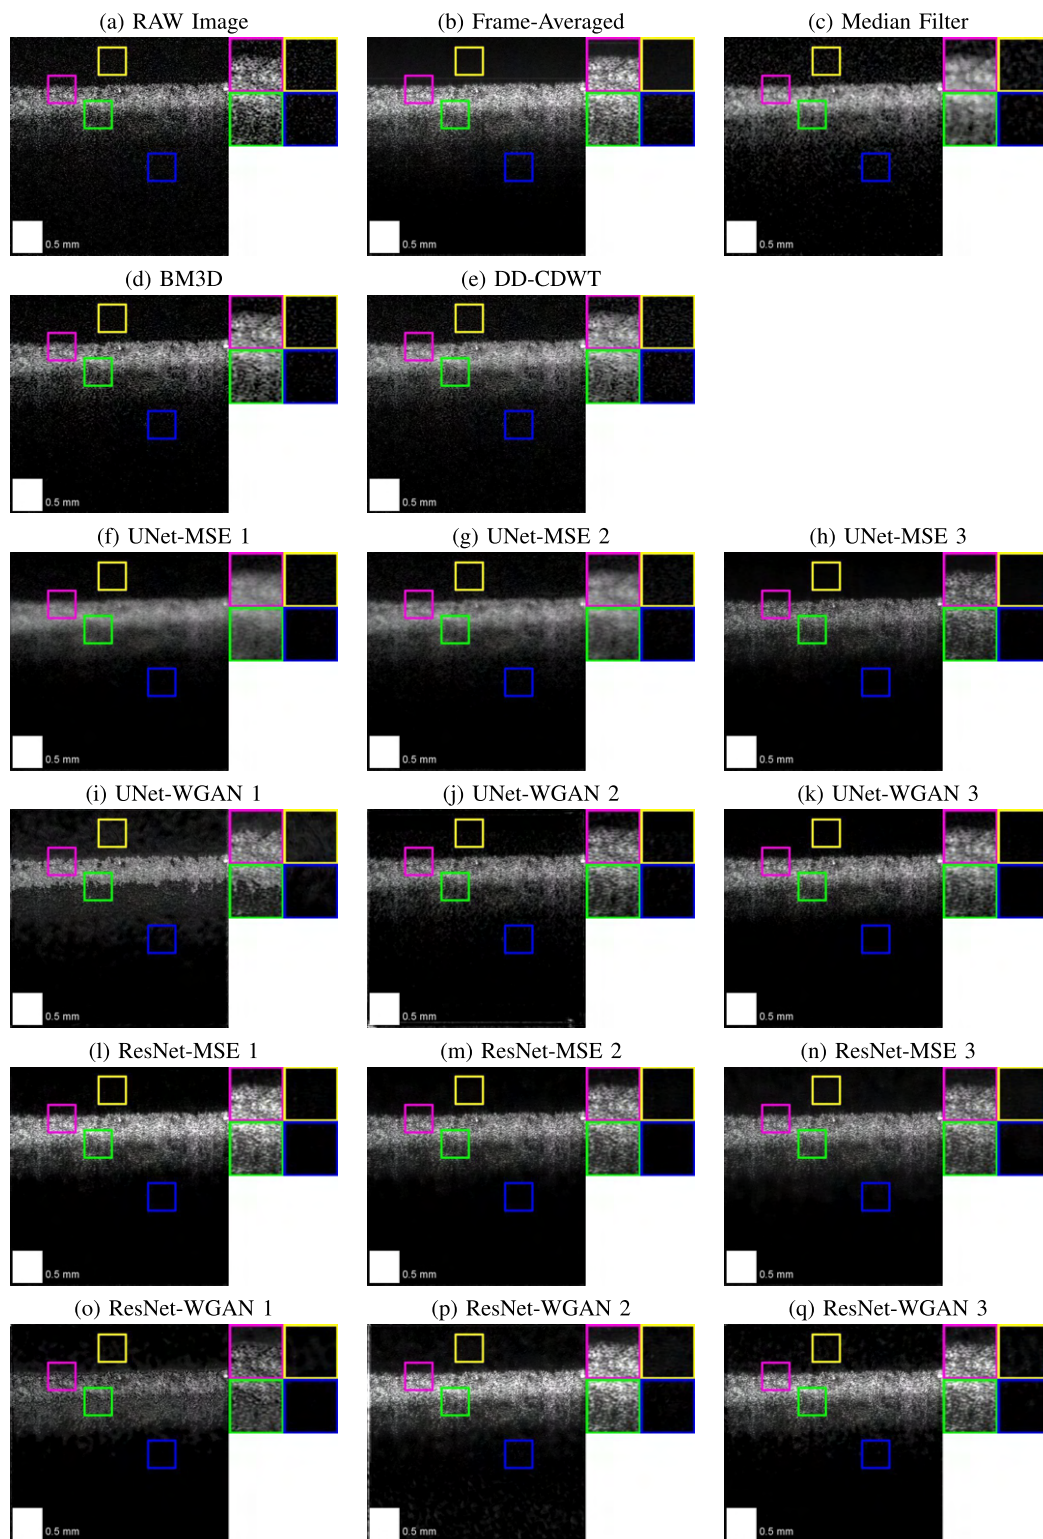 (a) RAW Image
(b) Frame-Averaged
(c) Median Filter
0.5 mm
0.5 mm
0.5 mm
(d) BM3D
(e) DD-CDWT
0.5 mm
0.5 mm
(f) UNet-MSE 1
(g) UNet-MSE 2
(h) UNet-MSE 3
0.5 mm
0.5 mm
0.5 mm
(i) UNet-WGAN 1
(j) UNet-WGAN 2
(k) UNet-WGAN 3
0.5 mm
0.5 mm
0.5 mm
(l) ResNet-MSE 1
(m) ResNet-MSE 2
(n) ResNet-MSE 3
0.5 mm
0.5 mm
0.5 mm
(o) ResNet-WGAN 1
(p) ResNet-WGAN 2
(q) ResNet-WGAN 3
0.5 mm
0.5 mm
0.5 mm